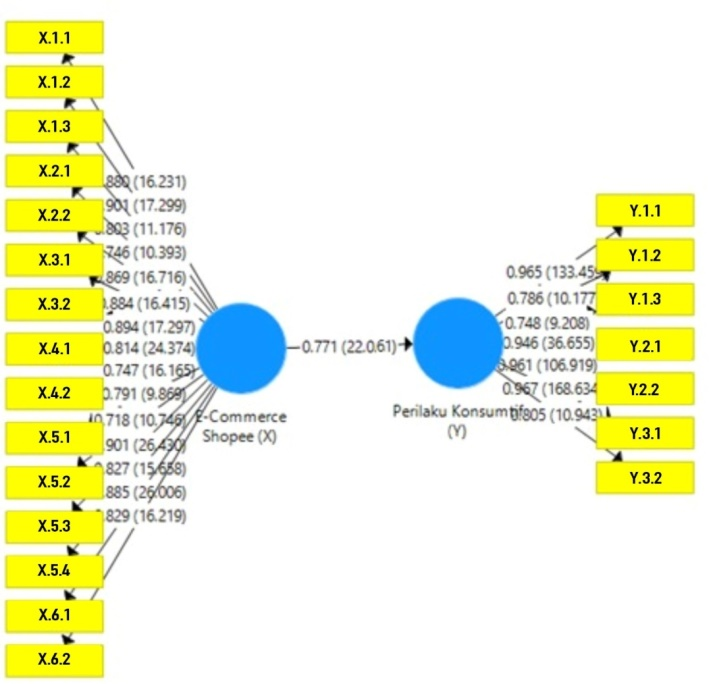 X.1.1
X.1.2
X.1.3
X.2.1
X.2.2
X.3.1
X.3.2
X.4.1
X.4.2
X.5.1
X.5.2
X.5.3
X.5.4
X.6.1
X.6.2
.880 (16.231)
.901 (17.299)
0.803 (11.176)
.746 (10.393)
.869 (16.716)
0.884 (16.415)
0.894 (17.297)
0.814 (24.374)
0.747 (16.165)
0.791 (9.869)
0.718 (10.746)
.901 (26.430)
0.827 (15.658)
.885 (26.006)
.829 (16.219)
E-Commerce
Shopee (X)
0.771 (22.0.61)
Perilaku Konsumtif
(Y)
0.965 (133.459
0.786 (10.177
0.748 (9.208)
0.946 (36.655)
0.961 (106.919)
0.967 (168.634
0.805 (10.943)
Y.1.1
Y.1.2
Y.1.3
Y.2.1
Y.2.2
Y.3.1
Y.3.2